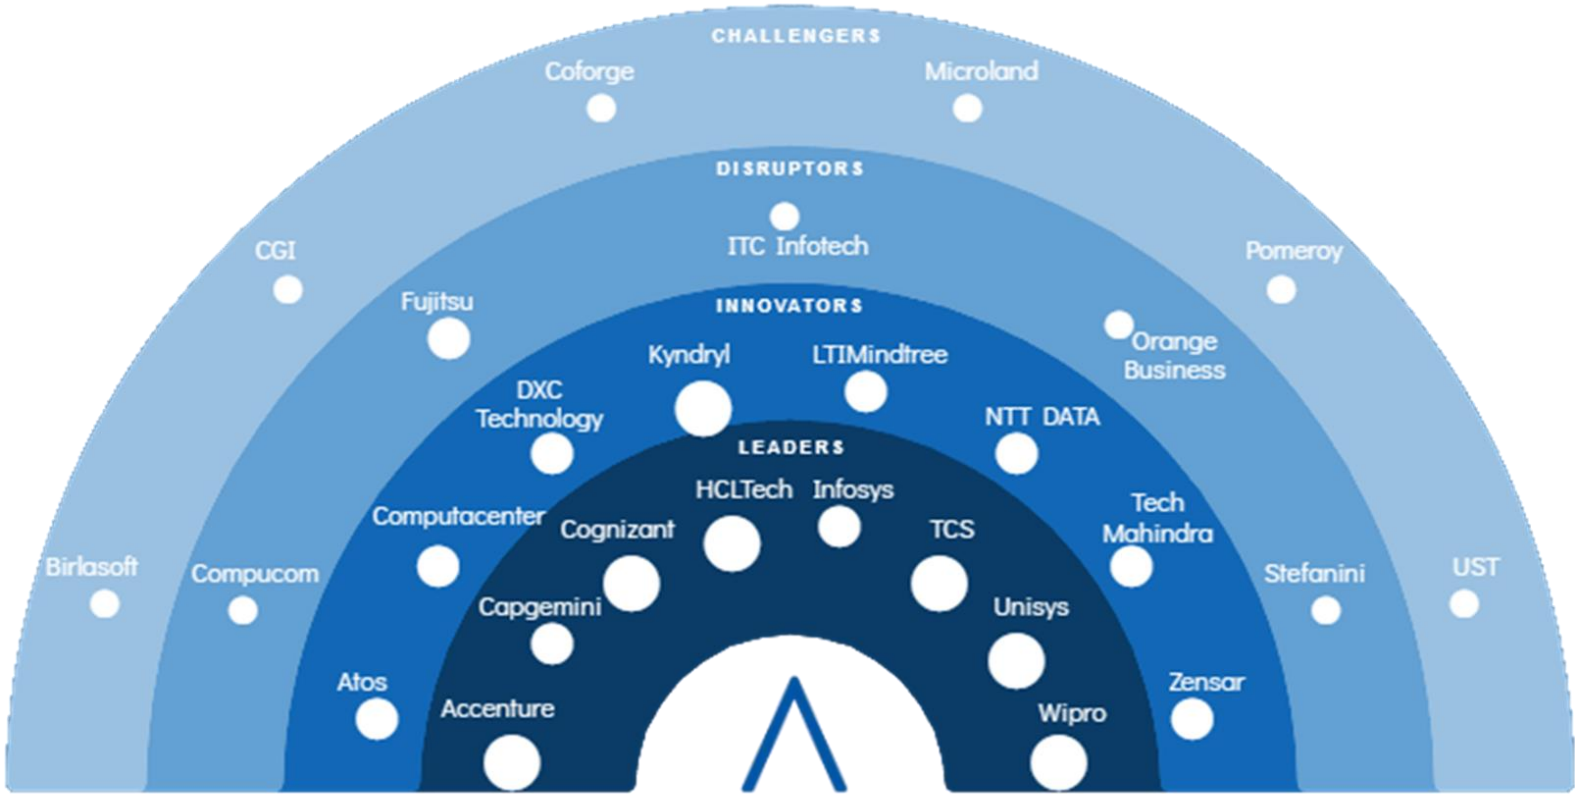 CHALLENGERS
Coforge
Microland
CGI
Pomeroy
Birlasoft
UST
DISRUPTORS
ITC Infotech
Fujitsu
Orange
Business
Compucom
Stefanini
INNOVATORS
Kyndryl
LTIMindtree
DXC
Technology
NTT DATA
Computacenter
Tech
Mahindra
Atos
Zensar
LEADERS
HCLTech
Infosys
Cognizant
TCS
Capgemini
Unisys
Accenture
Wipro